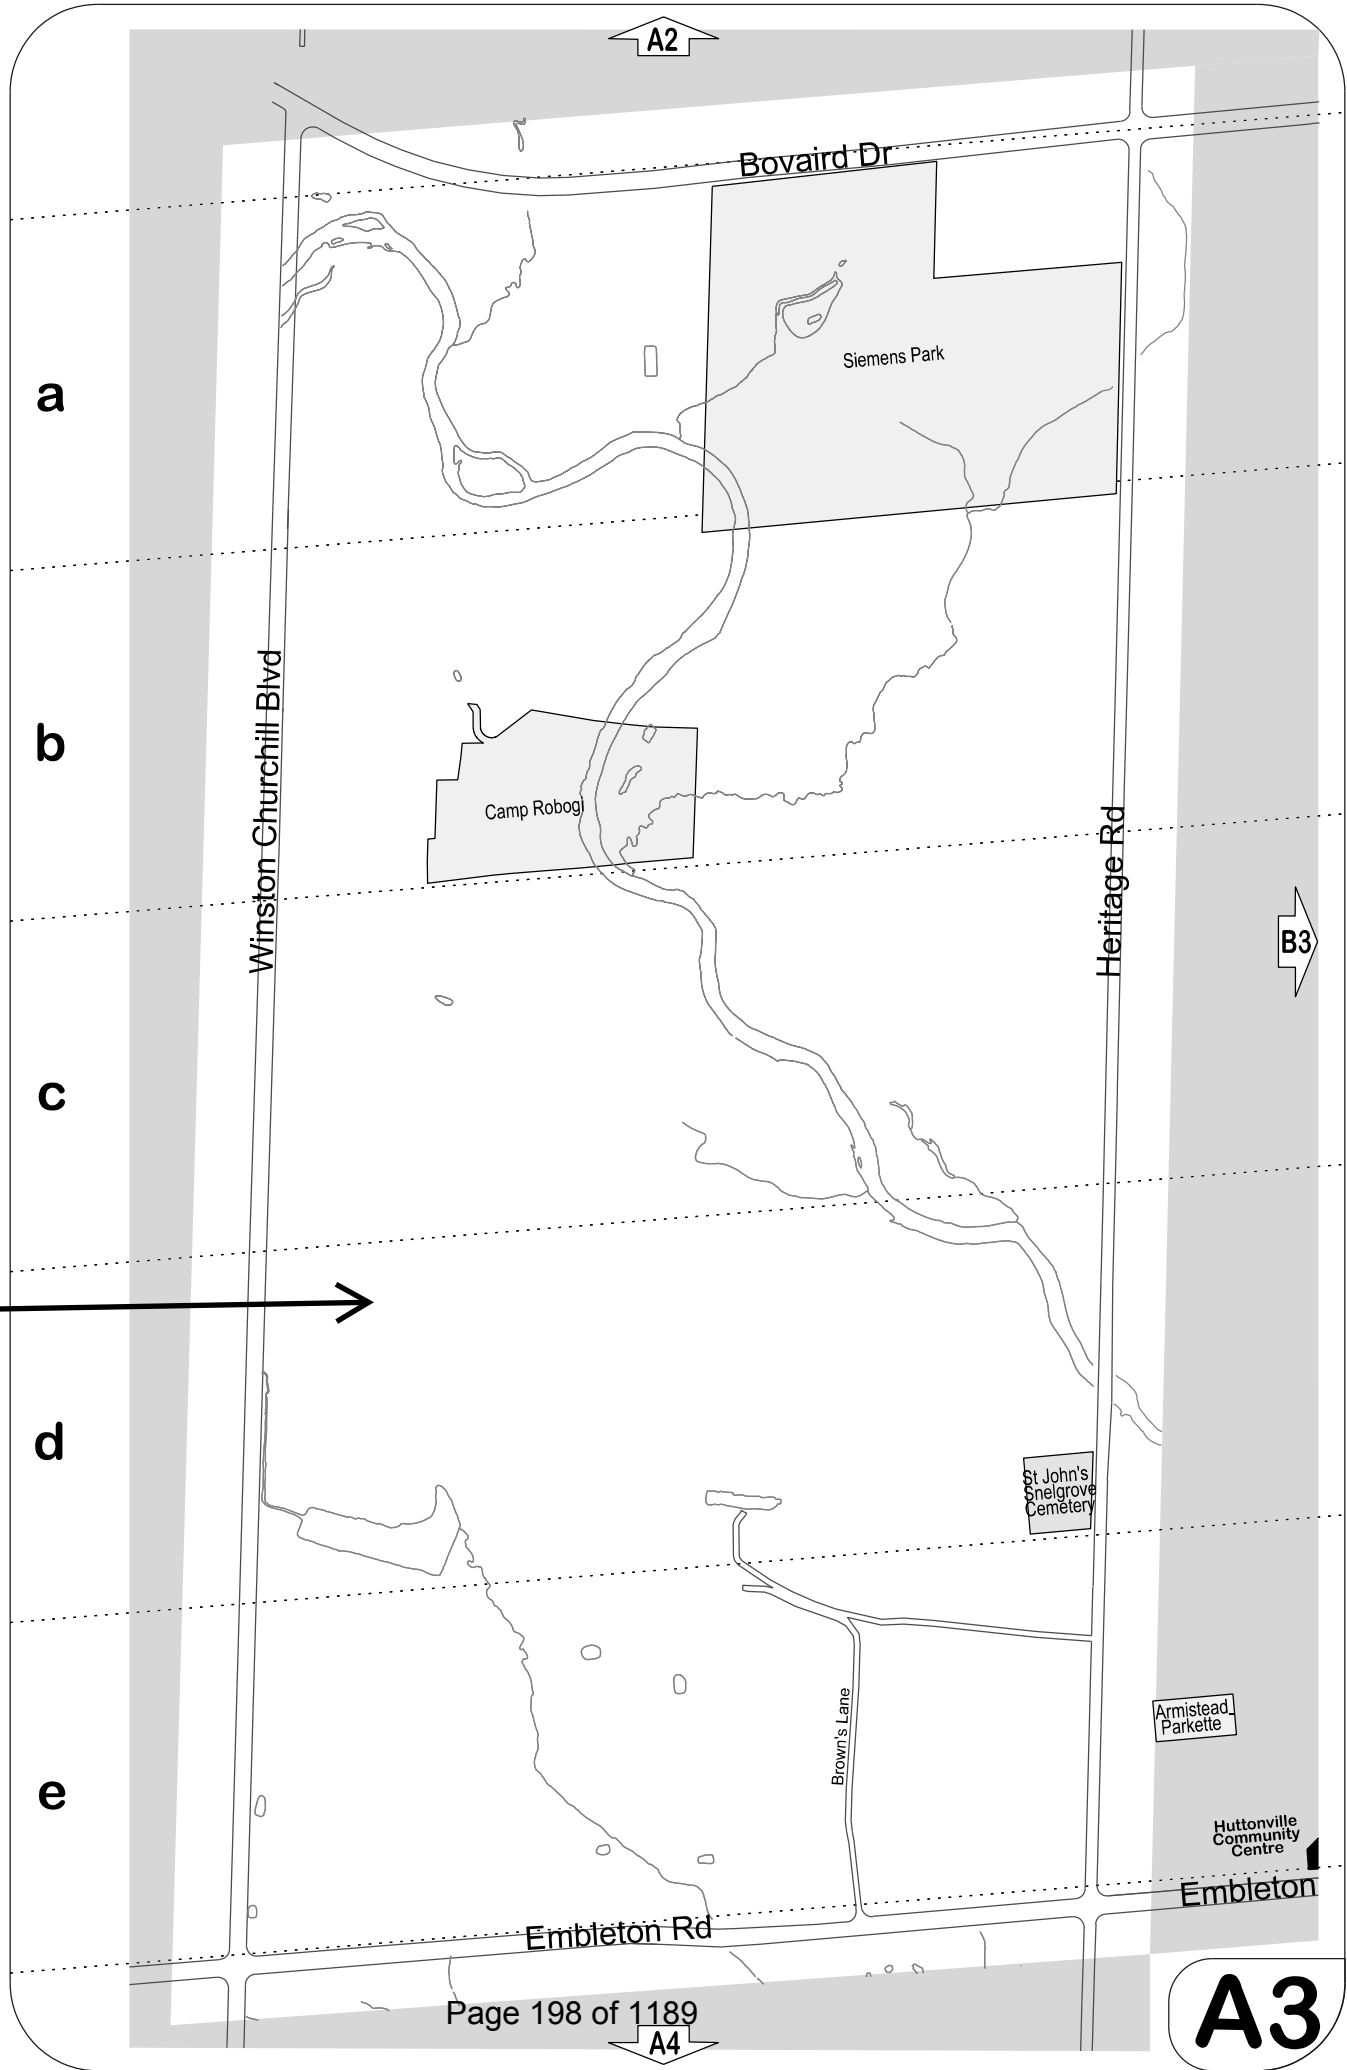 A2
Bovaird Dr
a
Siemens Park
b
Winston Churchill Blvd
Camp Robogi
Heritage Rd
B3
c
d
St John's
Snelgrove
Cemetery
Brown's Lane
Armistead
Parkette
e
Huttonville
Community
Centre
Embleton
Embleton Rd
Page 198 of 1189
A3
A4